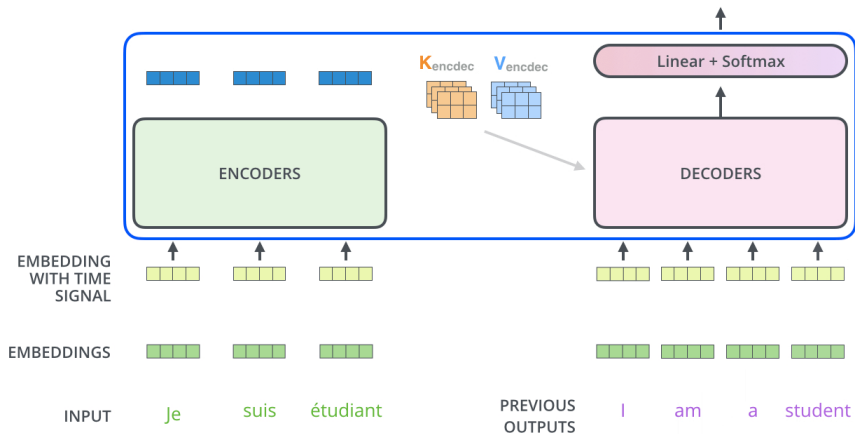 Kencdec Vencdec
Linear + Softmax
ENCODERS
DECODERS
EMBEDDING
WITH TIME
SIGNAL
EMBEDDINGS
INPUT
Je suis étudiant
PREVIOUS
OUTPUTS
I am a student